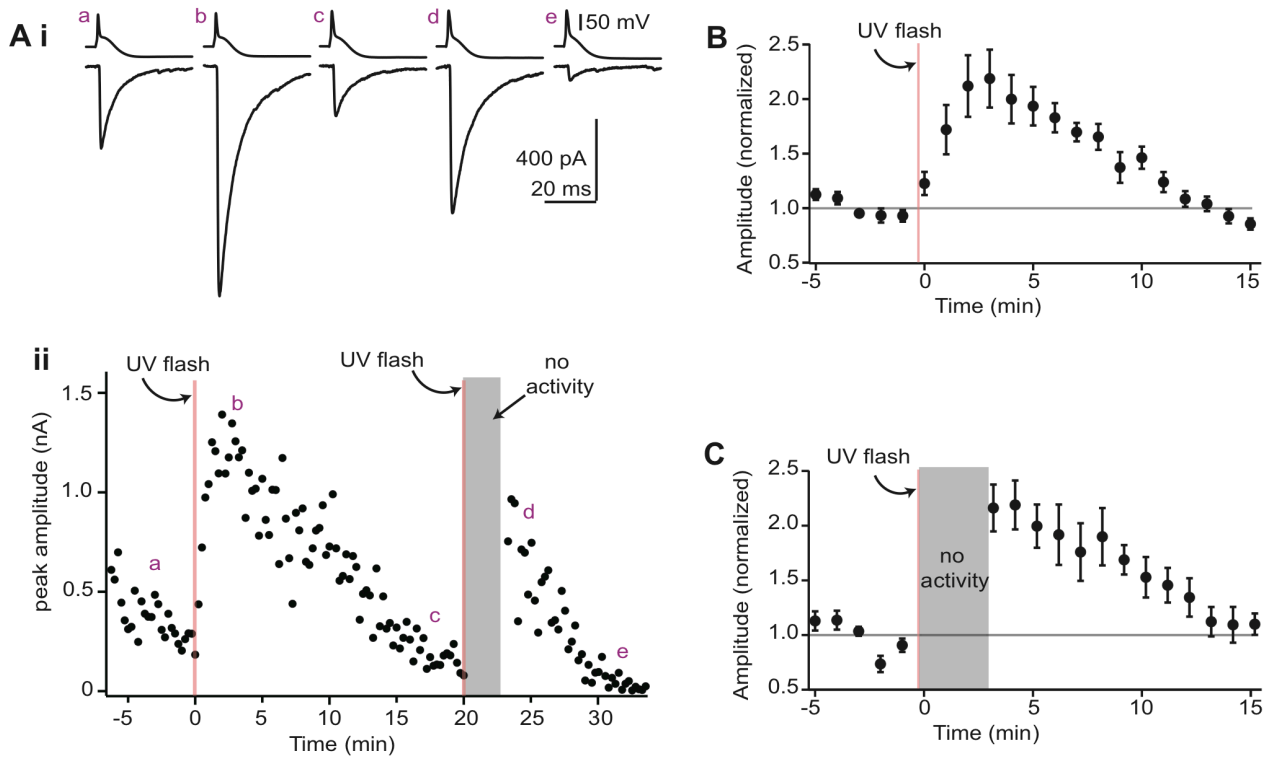 A i
a
b
c
d
e
50 mV
400 pA
20 ms
B
UV flash
Amplitude (normalized)
2.5
2.0
1.5
1.0
0.5
-5
0
5
10
15
Time (min)
ii
UV flash
UV flash
no
activity
peak amplitude (nA)
1.5
1.0
0.5
0
a
b
c
d
e
-5
0
5
10
15
20
25
30
Time (min)
C
UV flash
no
activity
Amplitude (normalized)
2.5
2.0
1.5
1.0
0.5
-5
0
5
10
15
Time (min)